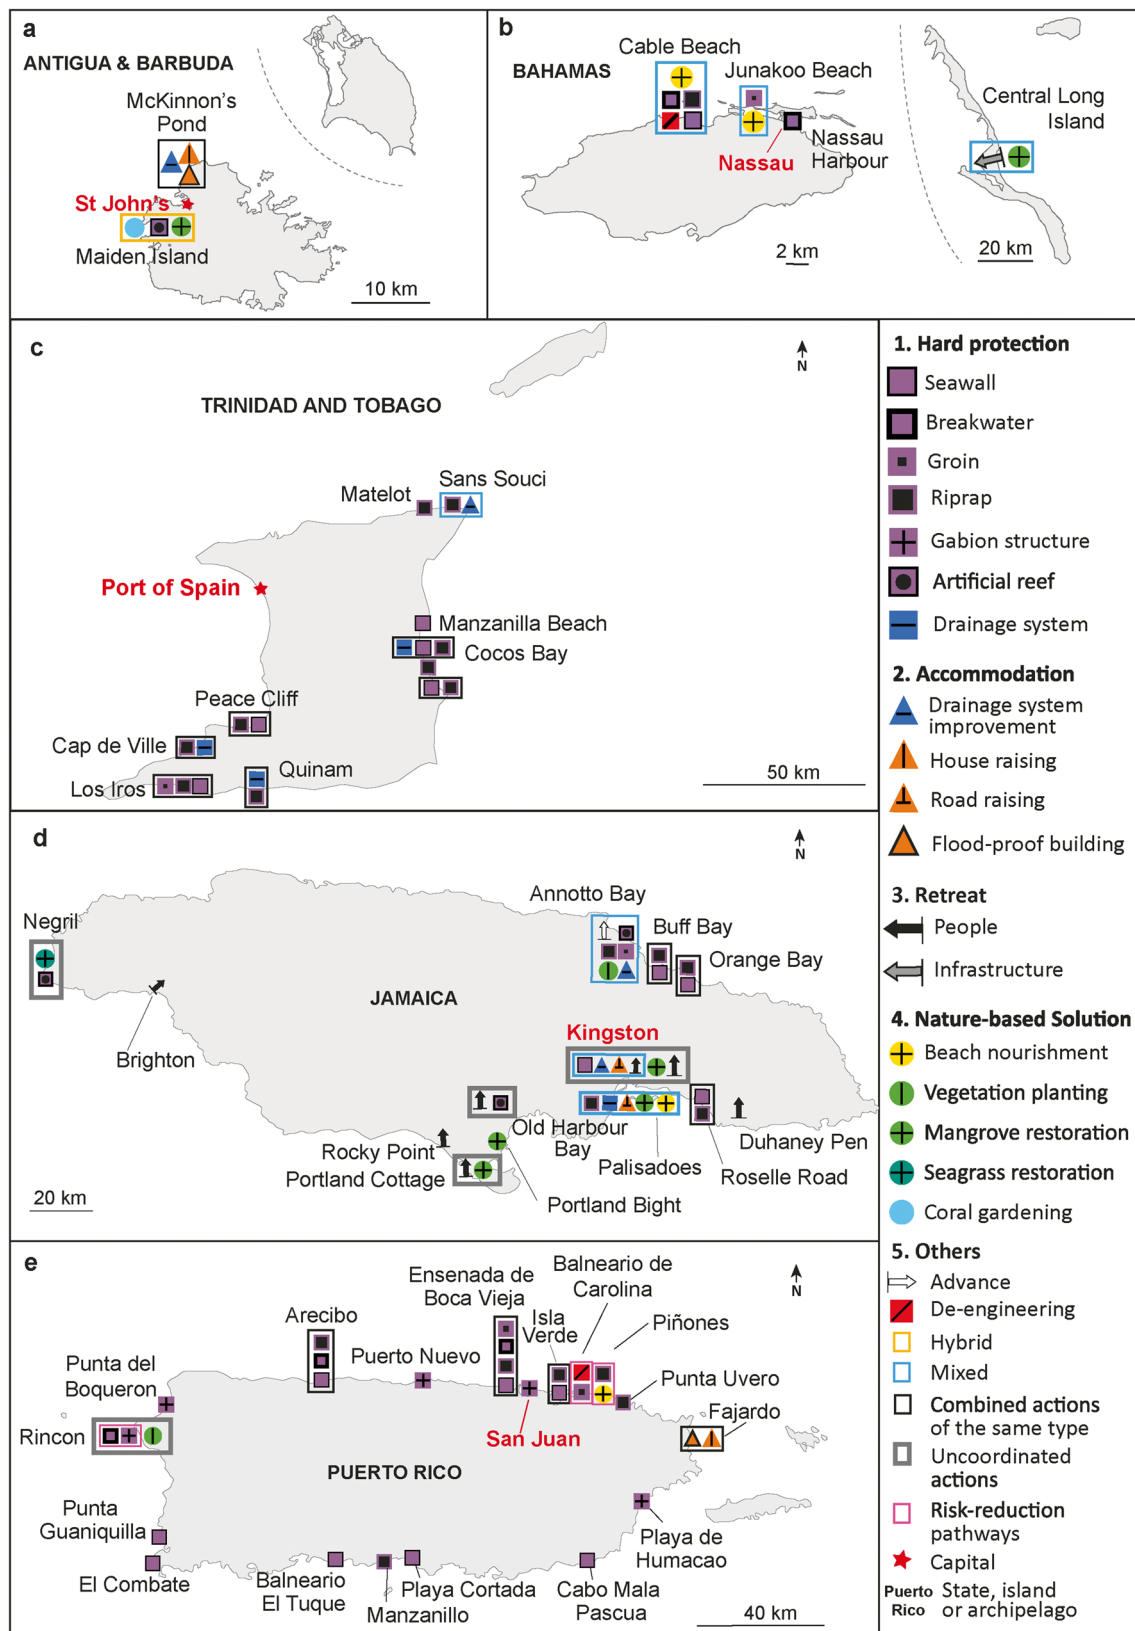 a
ANTIGUA & BARBUDA
McKinnon's
Pond
St John's
Maiden Island
10 km
b
BAHAMAS
Cable Beach
Junakoo Beach
Nassau
Nassau
Harbour
2 km
Central Long
Island
20 km
c
N
TRINIDAD AND TOBAGO
Sans Souci
Matelot
Port of Spain
Manzanilla Beach
Cocos Bay
Peace Cliff
Cap de Ville
Quinam
Los Iros
50 km
d
N
Annotto Bay
Negril
Buff Bay
Orange Bay
JAMAICA
Kingston
Brighton
Old Harbour
Bay
Rocky Point
Portland Cottage
Palisadoes
Duhaney Pen
Roselle Road
Portland Bight
20 km
e
N
Balneario de
Carolina
Ensenada de
Boca Vieja
Isla
Verde
Arecibo
Piñones
Puerto Nuevo
Punta del
Boqueron
Punta Uvero
Fajardo
Rincon
San Juan
PUERTO RICO
Punta
Guaniquilla
Playa de
Humacao
El Combate
Balneario
El Tuque
Manzanillo
Playa Cortada
Cabo Mala
Pascua
40 km
1. Hard protection
Seawall
Breakwater
Groin
Riprap
Gabion structure
Artificial reef
Drainage system
2. Accommodation
Drainage system
improvement
House raising
Road raising
Flood-proof building
3. Retreat
People
Infrastructure
4. Nature-based Solution
Beach nourishment
Vegetation planting
Mangrove restoration
Seagrass restoration
Coral gardening
5. Others
Advance
De-engineering
Hybrid
Mixed
Combined actions
of the same type
Uncoordinated
actions
Risk-reduction
pathways
Capital
Puerto State, island
Rico or archipelago